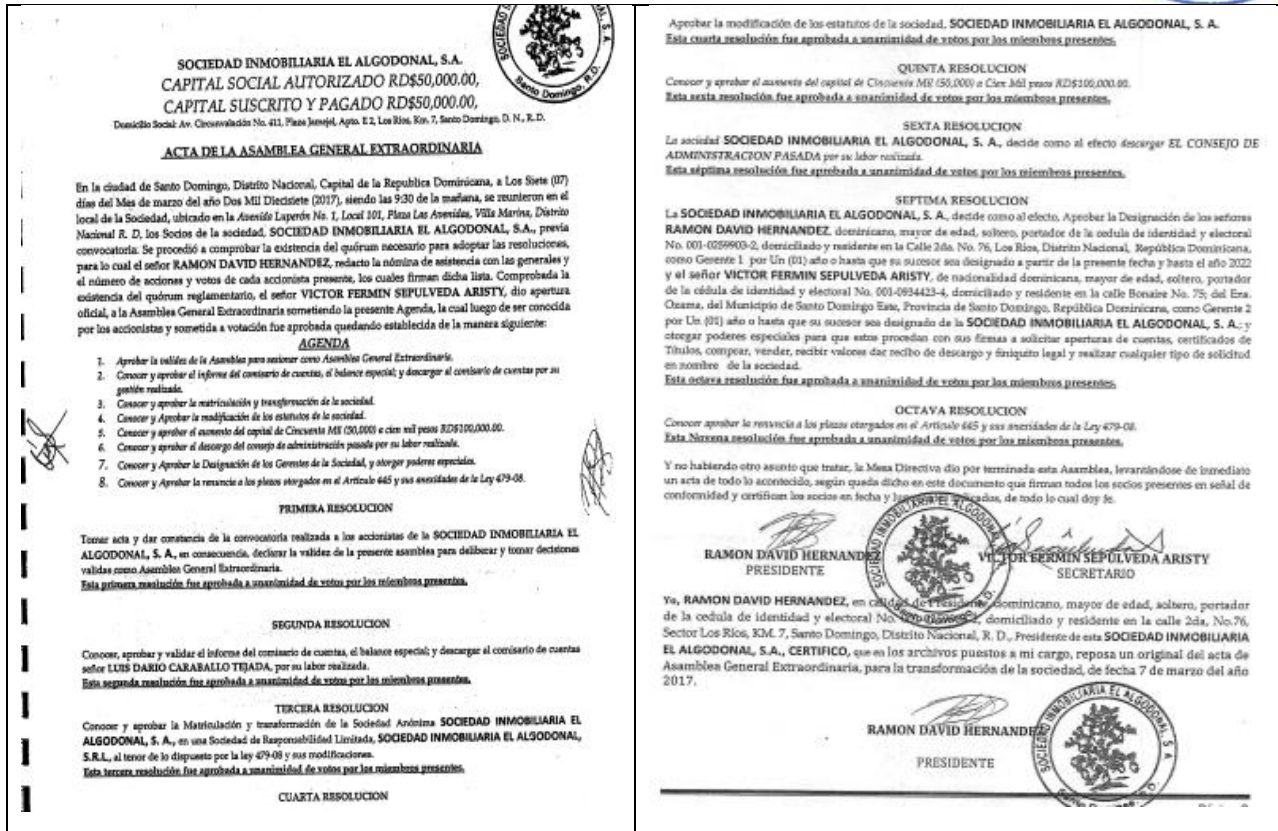 SOCIEDAD INMOBILIARIA EL ALGODONAL, S.A.
CAPITAL SOCIAL AUTORIZADO RD$50,000.00,
CAPITAL SUSCRITO Y PAGADO RD$50,000.00,
Domicilio Social: Av. Circunvalación No. 411, Plaza Jamejel, Apto. E 2, Los Ríos, Km. 7, Santo Domingo, D. N., R.D.
ACTA DE LA ASAMBLEA GENERAL EXTRAORDINARIA
En la ciudad de Santo Domingo, Distrito Nacional, Capital de la Republica Dominicana, a Los Siete (07)
días del Mes de marzo del año Dos Mil Diecisiete (2017), siendo las 9:30 de la mañana, se reunieron en el
local de la Sociedad, ubicado en la Avenida Luperón No. 1, Local 101, Plaza Las Avenidas, Villa Marina, Distrito
Nacional R. D, los Socios de la sociedad, SOCIEDAD INMOBILIARIA EL ALGODONAL, S.A., previa
convocatoria. Se procedió a comprobar la existencia del quórum necesario para adoptar las resoluciones,
para lo cual el señor RAMON DAVID HERNANDEZ, redacto la nómina de asistencia con las generales y
el número de acciones y votos de cada accionista presente, los cuales firman dicha lista. Comprobada la
existencia del quórum reglamentario, el señor VICTOR FERMIN SEPULVEDA ARISTY, dio apertura
oficial, a la Asamblea General Extraordinaria sometiendo la presente Agenda, la cual luego de ser conocida
por los accionistas y sometida a votación fue aprobada quedando establecida de la manera siguiente:
AGENDA
1. Aprobar la validez de la Asamblea para sesionar como Asamblea General Extraordinaria.
2. Conocer y aprobar el informe del comisario de cuentas, el balance especial; y descargar al comisario de cuentas por su
gestión realizada.
3. Conocer y aprobar la matriculación y transformación de la sociedad.
4. Conocer y Aprobar la modificación de los estatutos de la sociedad.
5. Conocer y aprobar el aumento del capital de Cincuenta Mil (50,000) a cien mil pesos RD$100,000.00.
6. Conocer y aprobar el descargo del consejo de administración pasada por su labor realizada.
7. Conocer y Aprobar la Designación de los Gerentes de la Sociedad, y otorgar poderes especiales.
8. Conocer y Aprobar la renuncia a los plazos otorgados en el Artículo 445 y sus anexidades de la Ley 479-08.
PRIMERA RESOLUCION
Tomar acta y dar constancia de la convocatoria realizada a los accionistas de la SOCIEDAD INMOBILIARIA EL
ALGODONAL, S. A., en consecuencia, declarar la validez de la presente asamblea para deliberar y tomar decisiones
validas como Asamblea General Extraordinaria.
Esta primera resolución fue aprobada a unanimidad de votos por los miembros presentes.
SEGUNDA RESOLUCION
Conocer, aprobar y validar el informe del comisario de cuentas, el balance especial; y descargar al comisario de cuentas
señor LUIS DARIO CARABALLO TEJADA, por su labor realizada.
Esta segunda resolución fue aprobada a unanimidad de votos por los miembros presentes.
TERCERA RESOLUCION
Conocer y aprobar la Matriculación y transformación de la Sociedad Anónima SOCIEDAD INMOBILIARIA EL
ALGODONAL, S. A., en una Sociedad de Responsabilidad Limitada, SOCIEDAD INMOBILIARIA EL ALGODONAL,
S.R.L., al tenor de lo dispuesto por la ley 479-08 y sus modificaciones.
Esta tercera resolución fue aprobada a unanimidad de votos por los miembros presentes.
CUARTA RESOLUCION
Aprobar la modificación de los estatutos de la sociedad, SOCIEDAD INMOBILIARIA EL ALGODONAL, S. A.
Esta cuarta resolución fue aprobada a unanimidad de votos por los miembros presentes.
QUINTA RESOLUCION
Conocer y aprobar el aumento del capital de Cincuenta Mil (50,000) a Cien Mil pesos RD$100,000.00.
Esta sexta resolución fue aprobada a unanimidad de votos por los miembros presentes.
SEXTA RESOLUCION
La sociedad SOCIEDAD INMOBILIARIA EL ALGODONAL, S. A., decide como al efecto descargar EL CONSEJO DE
ADMINISTRACION PASADA por su labor realizada.
Esta séptima resolución fue aprobada a unanimidad de votos por los miembros presentes.
SEPTIMA RESOLUCION
La SOCIEDAD INMOBILIARIA EL ALGODONAL, S. A., decide como al efecto, Aprobar la Designación de los señores
RAMON DAVID HERNANDEZ, dominicano, mayor de edad, soltero, portador de la cedula de identidad y electoral
No. 001-0259903-2, domiciliado y residente en la Calle 2da. No. 76, Los Rios, Distrito Nacional, República Dominicana,
como Gerente 1 por Un (01) año o hasta que su sucesor sea designado a partir de la presente fecha y hasta el año 2022
y el señor VICTOR FERMIN SEPULVEDA ARISTY, de nacionalidad dominicana, mayor de edad, soltero, portador
de la cédula de identidad y electoral No. 001-0934423-4, domiciliado y residente en la calle Bonaire No. 75; del Ens.
Ozama, del Municipio de Santo Domingo Este, Provincia de Santo Domingo, República Dominicana, como Gerente 2
por Un (01) año o hasta que su sucesor sea designado de la SOCIEDAD INMOBILIARIA EL ALGODONAL, S. A.; y
otorgar poderes especiales para que estos procedan con sus firmas a solicitar aperturas de cuentas, certificados de
Títulos, comprar, vender, recibir valores dar recibo de descargo y finiquito legal y realizar cualquier tipo de solicitud
en nombre de la sociedad.
Esta octava resolución fue aprobada a unanimidad de votos por los miembros presentes.
OCTAVA RESOLUCION
Conocer aprobar la renuncia a los plazos otorgados en el Artículo 445 y sus anexidades de la Ley 479-08.
Esta Novena resolución fue aprobada a unanimidad de votos por los miembros presentes.
Y no habiendo otro asunto que tratar, la Mesa Directiva dio por terminada esta Asamblea, levantándose de inmediato
un acta de todo lo acontecido, según queda dicho en este documento que firman todos los socios presentes en señal de
conformidad y certifican los socios en fecha y indicados, de todo lo cual doy fe.
RAMON DAVID HERNANDEZ
PRESIDENTE
VICTOR FERMIN SEPULVEDA ARISTY
SECRETARIO
Yo, RAMON DAVID HERNANDEZ, en calidad de Presidente, dominicano, mayor de edad, soltero, portador
de la cedula de identidad y electoral No. domiciliado y residente en la calle 2da, No.76,
Sector Los Rios, KM. 7, Santo Domingo, Distrito Nacional, R. D., Presidente de esta SOCIEDAD INMOBILIARIA
EL ALGODONAL, S.A., CERTIFICO, que en los archivos puestos a mi cargo, reposa un original del acta de
Asamblea General Extraordinaria, para la transformación de la sociedad, de fecha 7 de marzo del año
2017.
RAMON DAVID HERNANDEZ
PRESIDENTE
SOCIEDAD INMOBILIARIA EL ALGODONAL, S A
Santo Domingo, R.D.